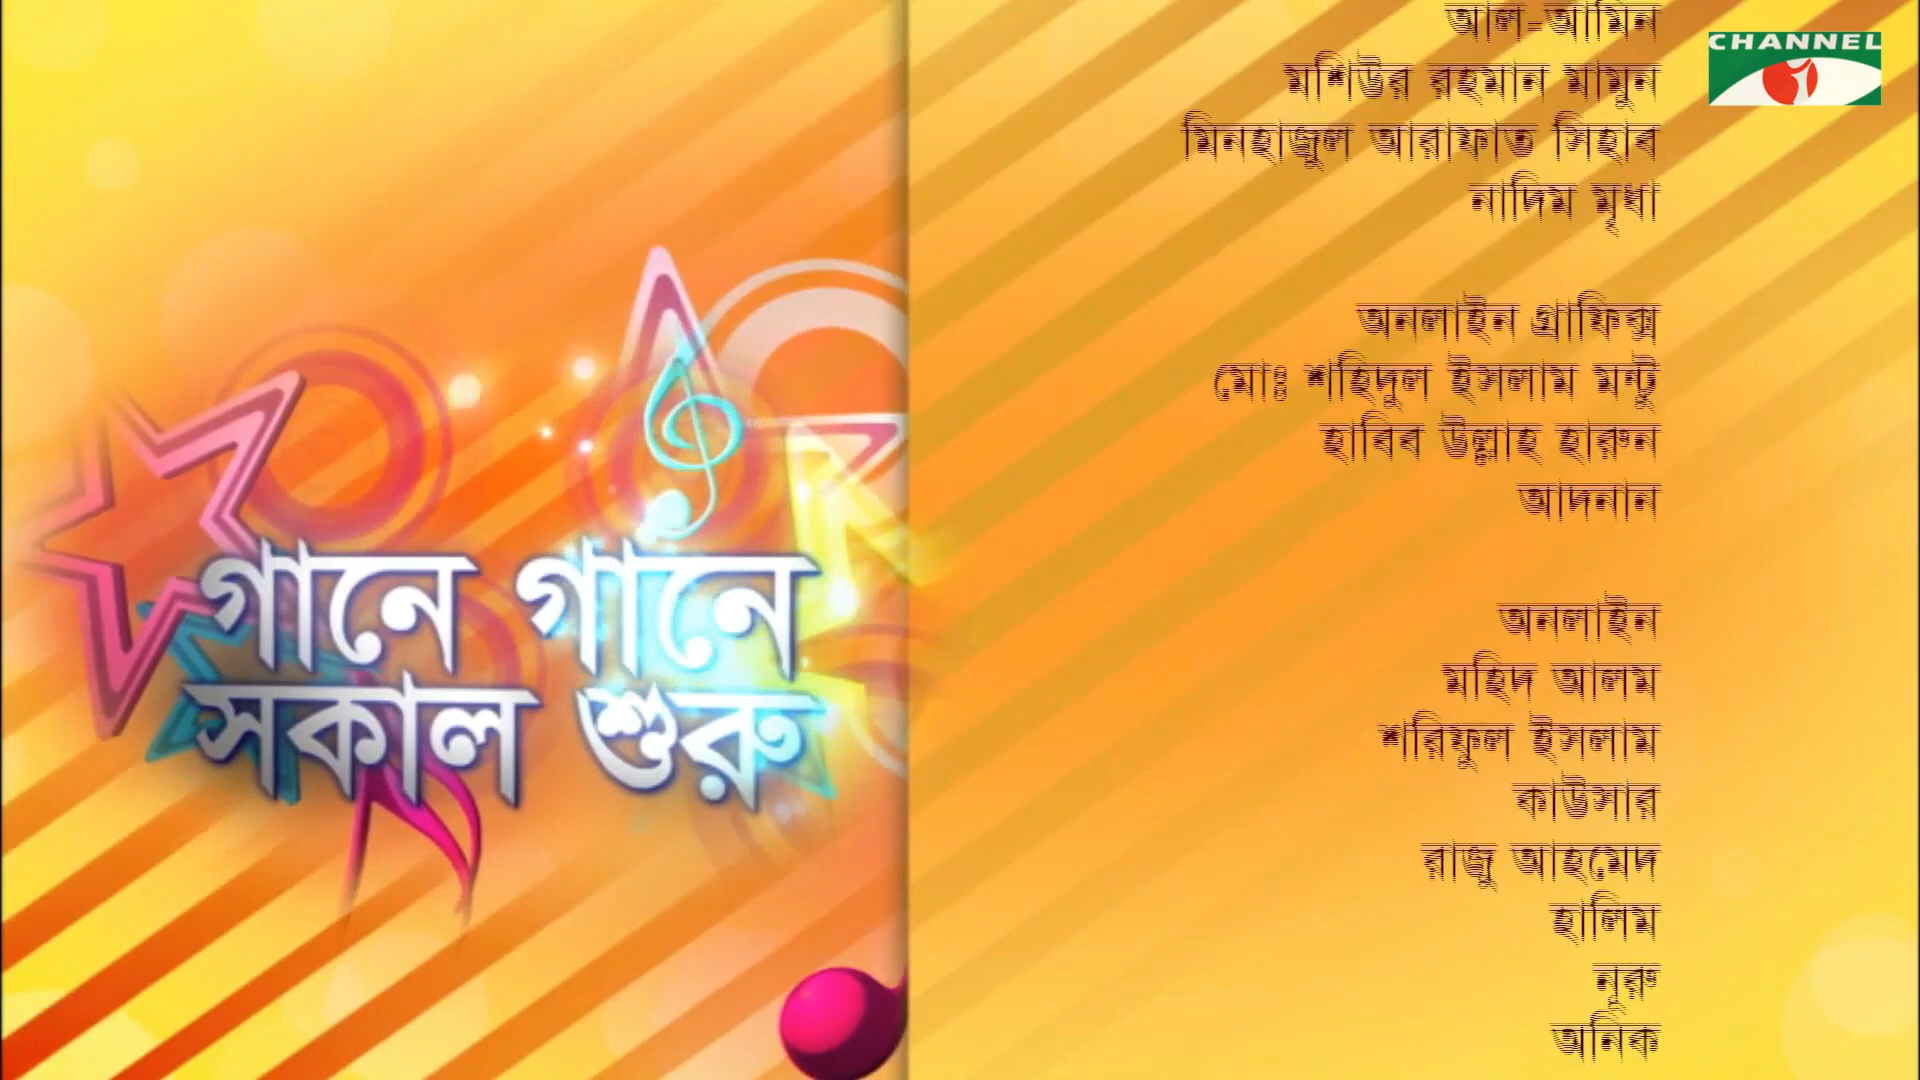 গানে গানে
সকাল শুরু
CHANNEL
আল-আমিন
মশিউর রহমান মামুন
মিনহাজুল আরাফাত সিহাব
নাদিম মৃধা
অনলাইন গ্রাফিক্স
মোঃ শহিদুল ইসলাম মন্টু
হাবিব উল্লাহ হারুন
আদনান
অনলাইন
মহিদ আলম
শরিফুল ইসলাম
কাউসার
রাজু আহমেদ
হালিম
নূরু
অনিক